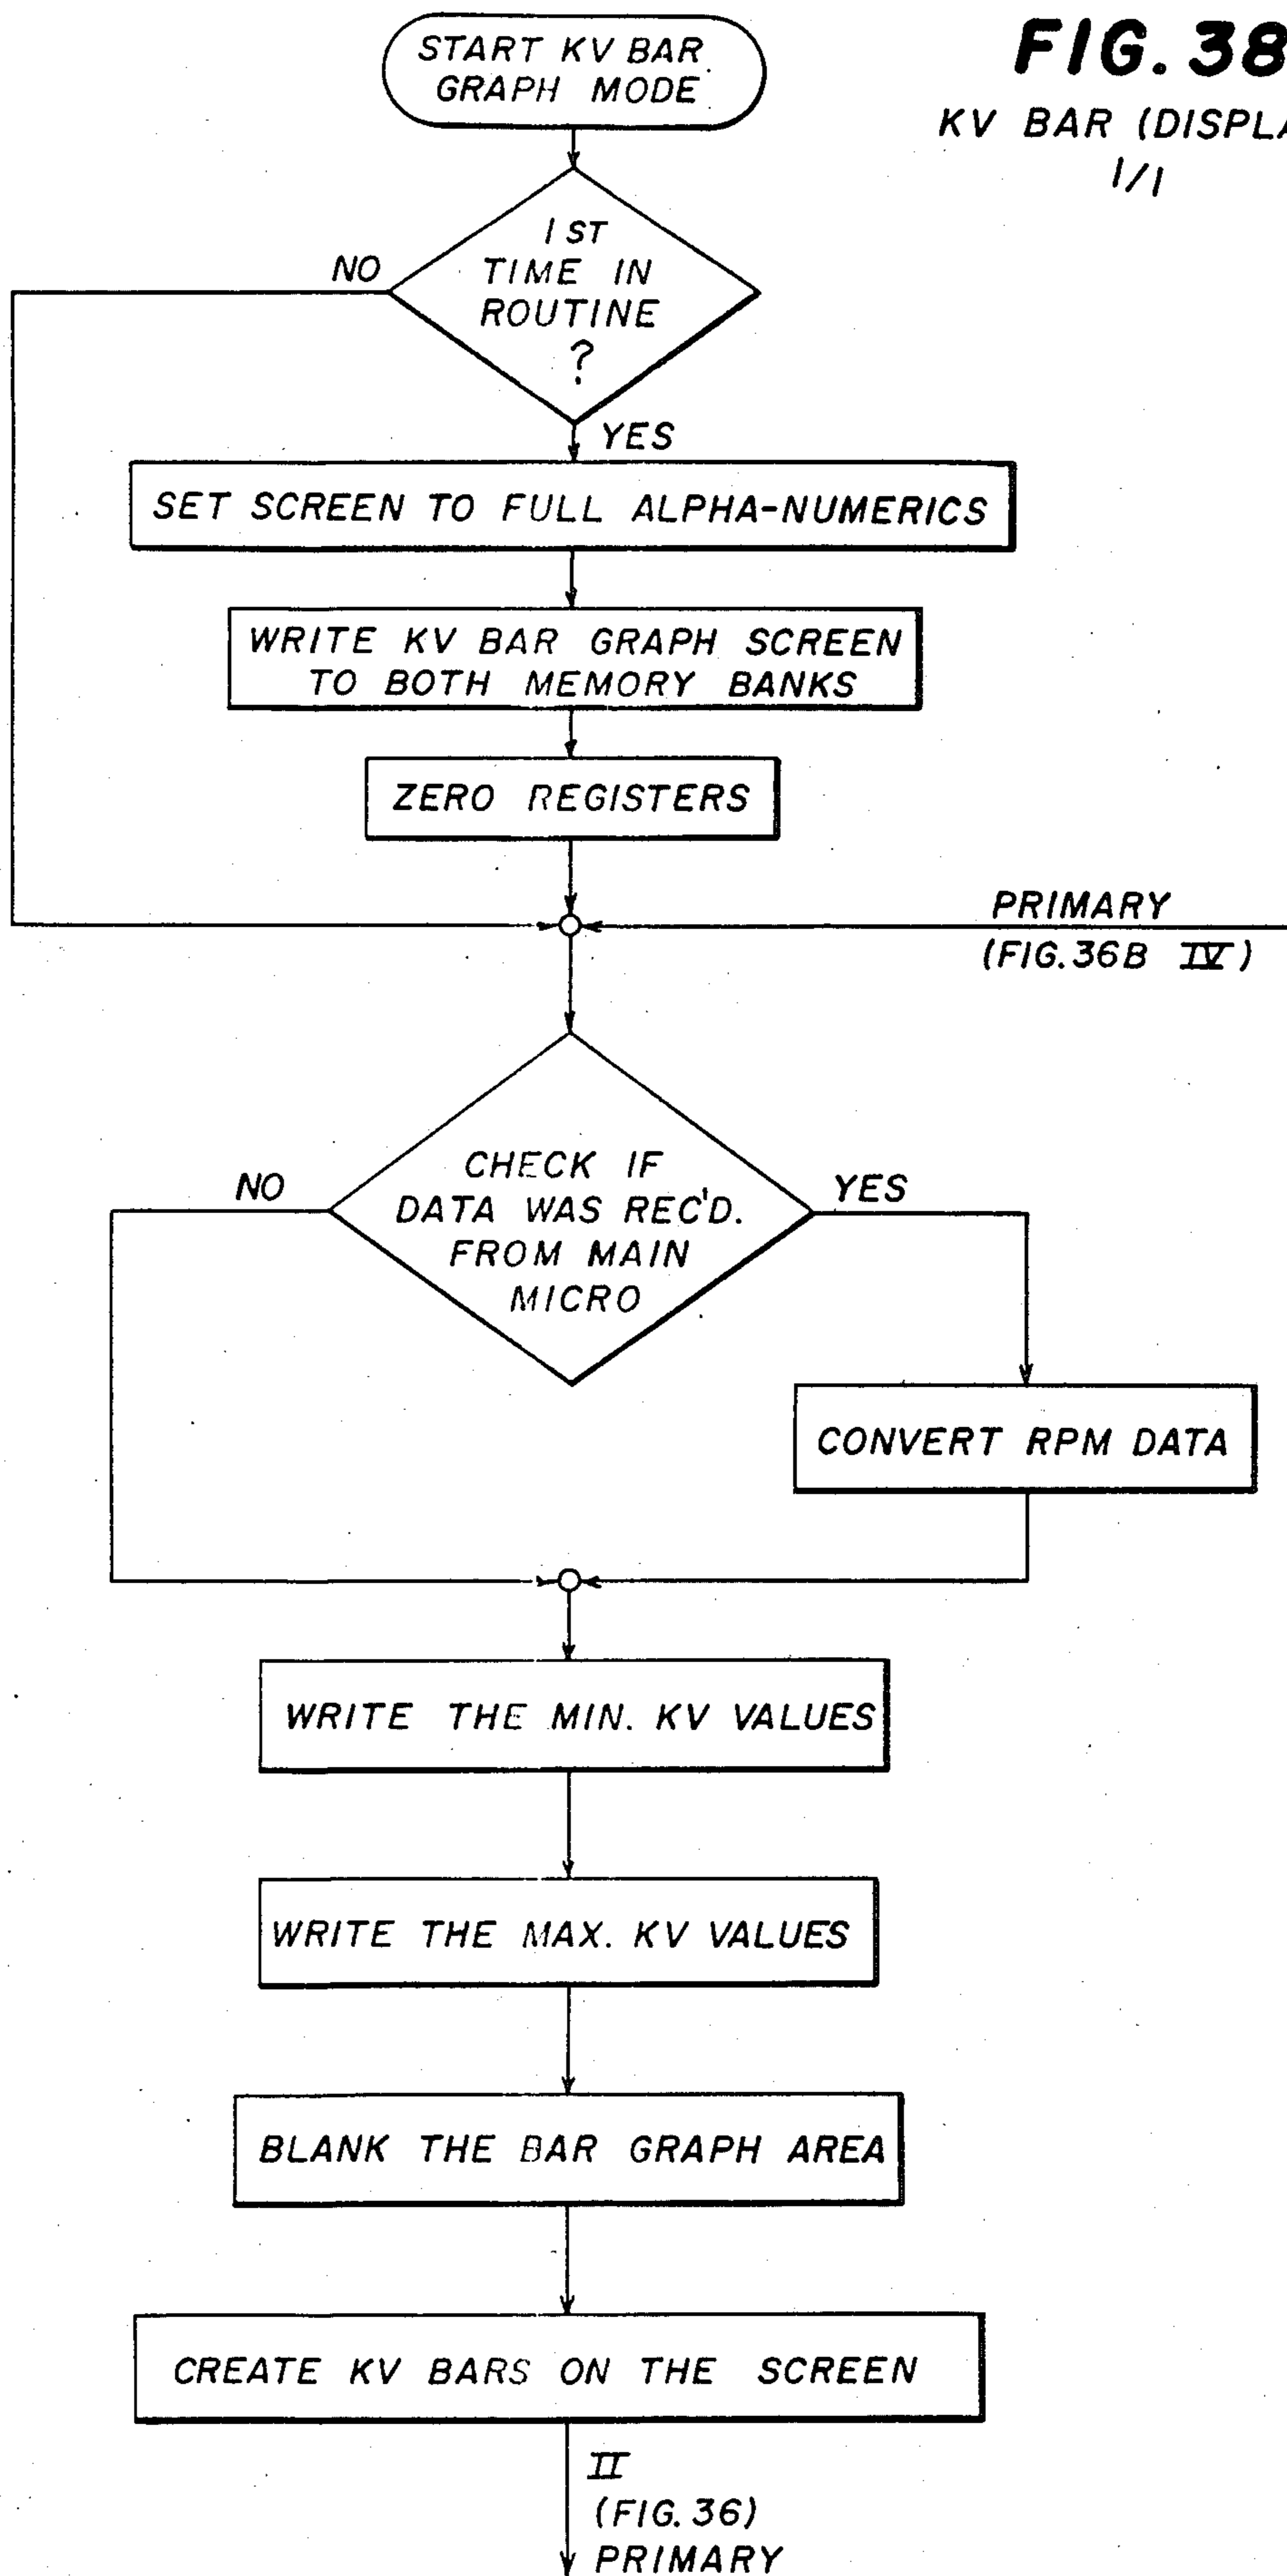 START KV BAR
GRAPH MODE
FIG. 38
KV BAR (DISPLA
1/1
1 ST
TIME IN
ROUTINE
?
NO
YES
SET SCREEN TO FULL ALPHA-NUMERICS
WRITE KV BAR GRAPH SCREEN
TO BOTH MEMORY BANKS
ZERO REGISTERS
PRIMARY
(FIG. 36B IV)
CHECK IF
DATA WAS REC'D.
FROM MAIN
MICRO
NO
YES
CONVERT RPM DATA
WRITE THE MIN. KV VALUES
WRITE THE MAX. KV VALUES
BLANK THE BAR GRAPH AREA
CREATE KV BARS ON THE SCREEN
II
(FIG. 36)
PRIMARY